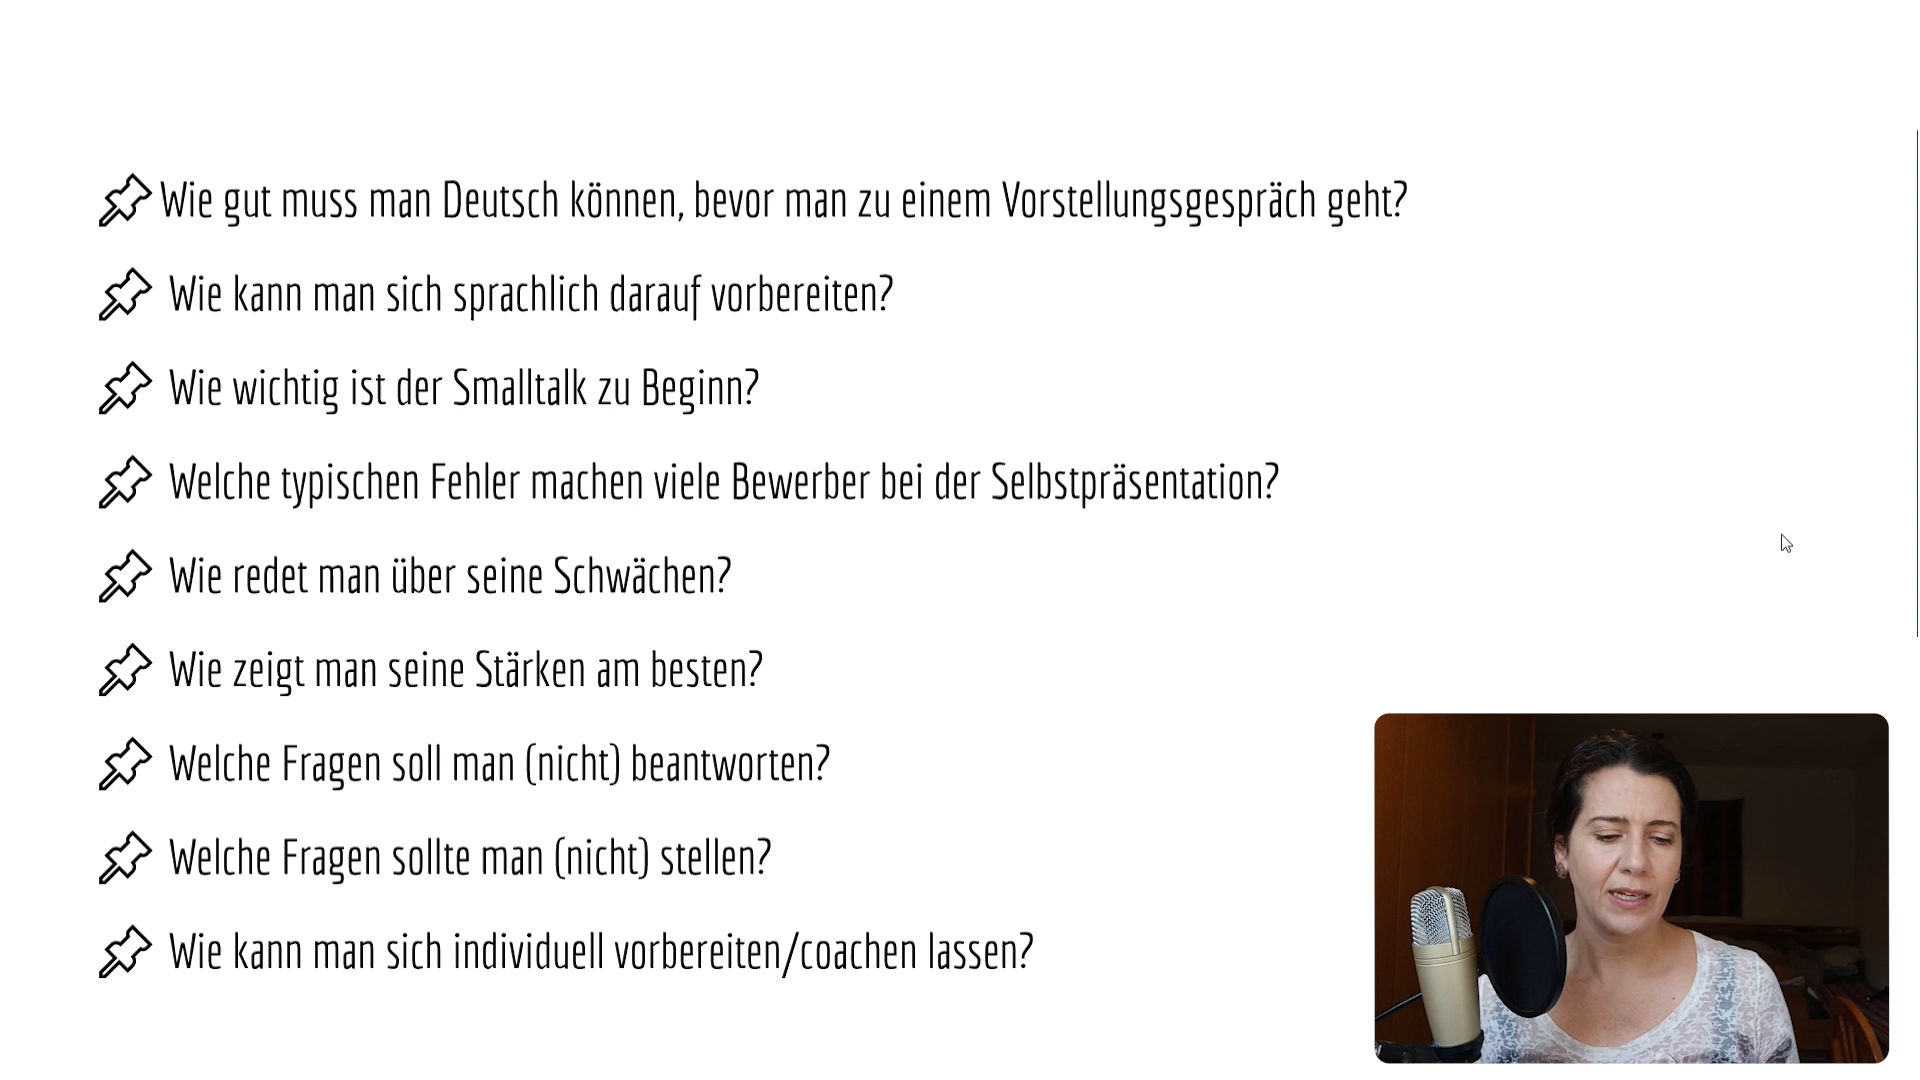 Wie gut muss man Deutsch können, bevor man zu einem Vorstellungsgespräch geht?
Wie kann man sich sprachlich darauf vorbereiten?
Wie wichtig ist der Smalltalk zu Beginn?
Welche typischen Fehler machen viele Bewerber bei der Selbstpräsentation?
Wie redet man über seine Schwächen?
Wie zeigt man seine Stärken am besten?
Welche Fragen soll man (nicht) beantworten?
Welche Fragen sollte man (nicht) stellen?
Wie kann man sich individuell vorbereiten/coachen lassen?